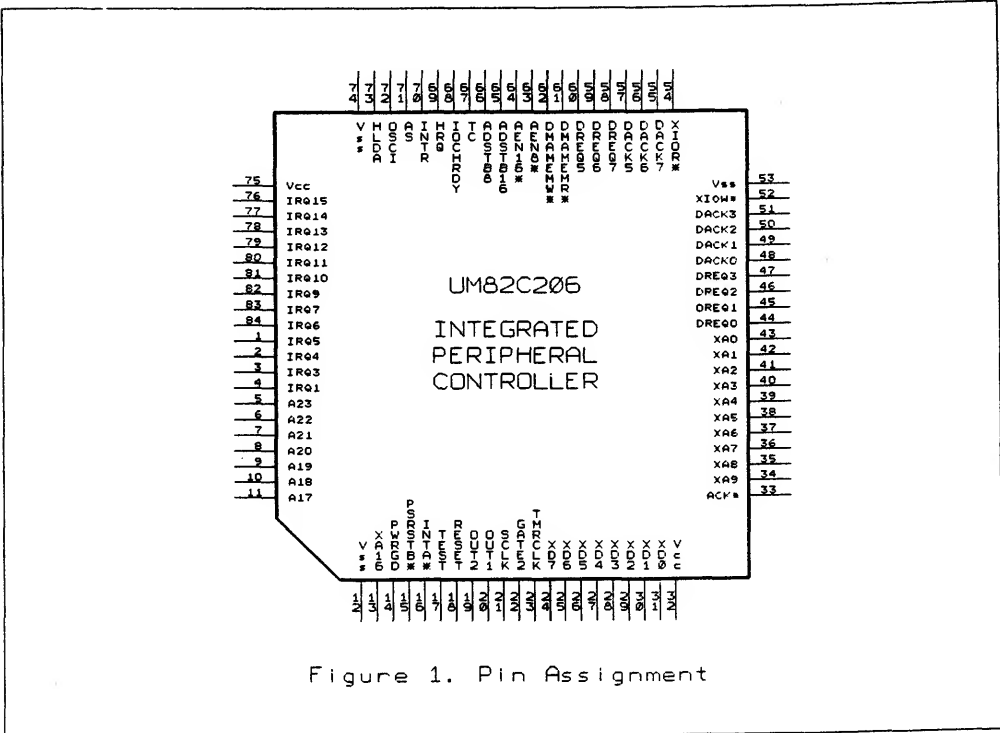 74 73 72 71 70 69 68 67 66 65 64 63 62 61 60 59 58 57 56 55 54
Vss HLDA OSCI AS INTR HRQ IOCHRDY TC ADSTB8 ADSTB16 AEN16* AEN8* DMAMEMW* DMAMEMR* DREQ5 DREQ6 DREQ7 DACK5 DACK6 DACK7 XIOR*
75 Vcc
76 IRQ15
77 IRQ14
78 IRQ13
79 IRQ12
80 IRQ11
81 IRQ10
82 IRQ9
83 IRQ7
84 IRQ6
1 IRQ5
2 IRQ4
3 IRQ3
4 IRQ1
5 A23
6 A22
7 A21
8 A20
9 A19
10 A18
11 A17
UM82C206
INTEGRATED
PERIPHERAL
CONTROLLER
Vss 53
XIOW* 52
DACK3 51
DACK2 50
DACK1 49
DACK0 48
DREQ3 47
DREQ2 46
OREQ1 45
DREQ0 44
XA0 43
XA1 42
XA2 41
XA3 40
XA4 39
XA5 38
XA6 37
XA7 36
XA8 35
XA9 34
ACK* 33
Vss XA16 PWRGD PSRSTB* INTA* TEST RESET OUT2 OUT1 SCLK GATE2 TMRCLK XD7 XD6 XD5 XD4 XD3 XD2 XD1 XD0 Vcc
12 13 14 15 16 17 18 19 20 21 22 23 24 25 26 27 28 29 30 31 32
Figure 1. Pin Assignment